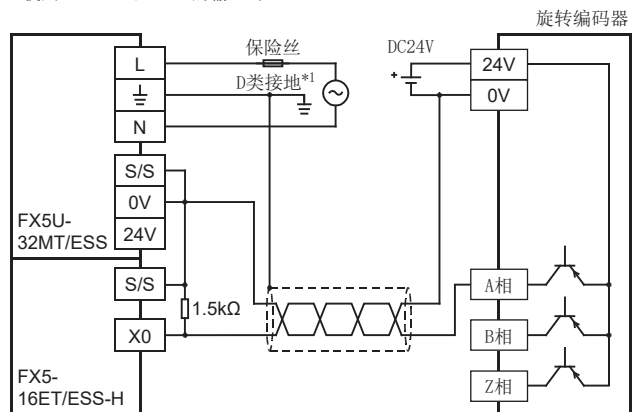 旋转编码器
保险丝
DC24V
L
24V
D类接地*1
+
0V
N
S/S
0V
FX5U-
32MT/ESS
24V
S/S
1.5kΩ
A相
X0
B相
FX5-
16ET/ESS-H
Z相